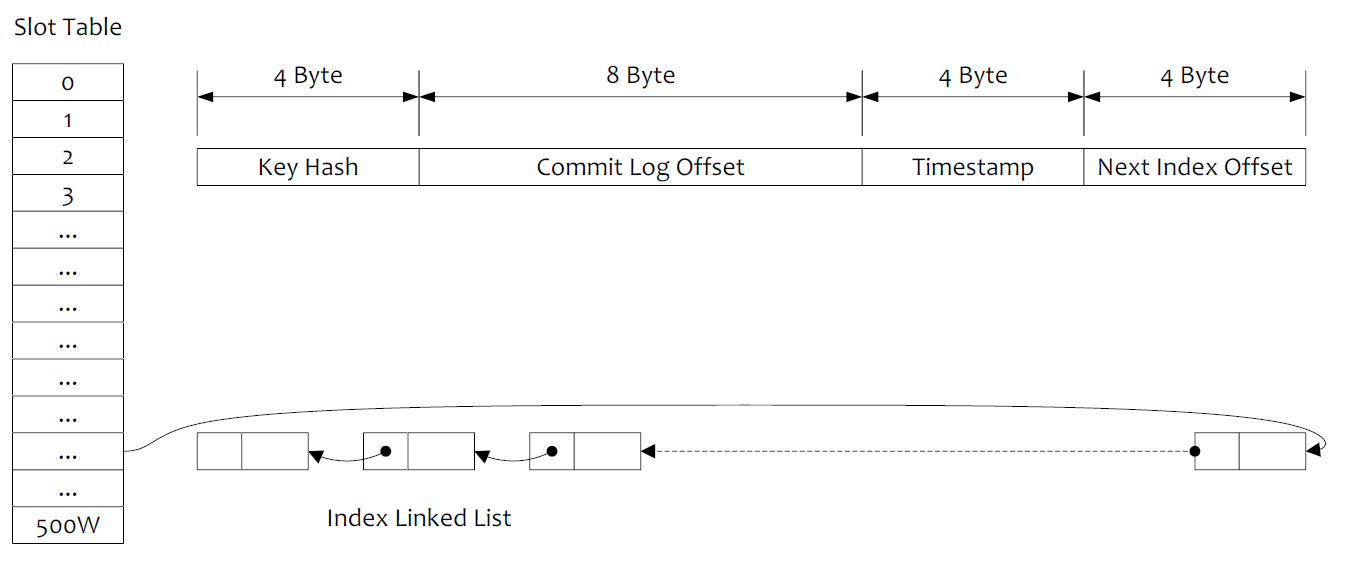 Slot Table
0
1
2
3
...
...
...
...
...
...
...
...
500W
4 Byte 8 Byte 4 Byte 4 Byte
Key Hash Commit Log Offset Timestamp Next Index Offset
Index Linked List